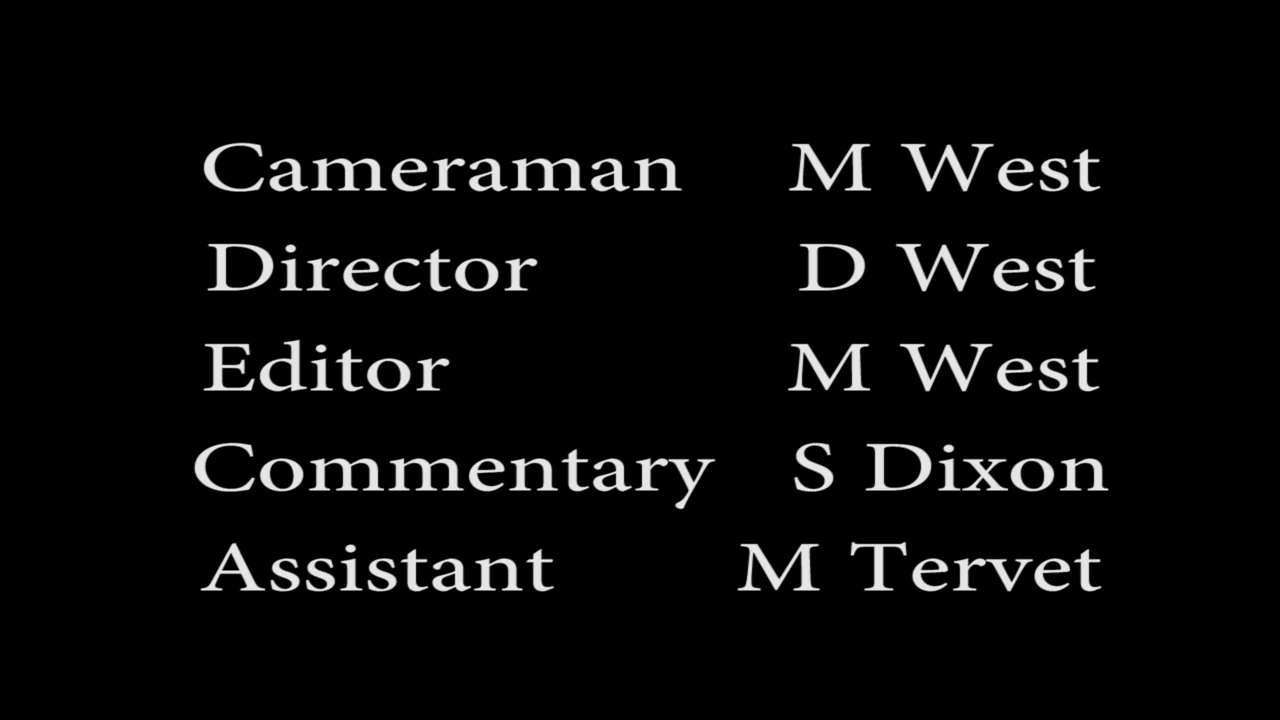 Cameraman M West
Director D West
Editor M West
Commentary S Dixon
Assistant M Tervet